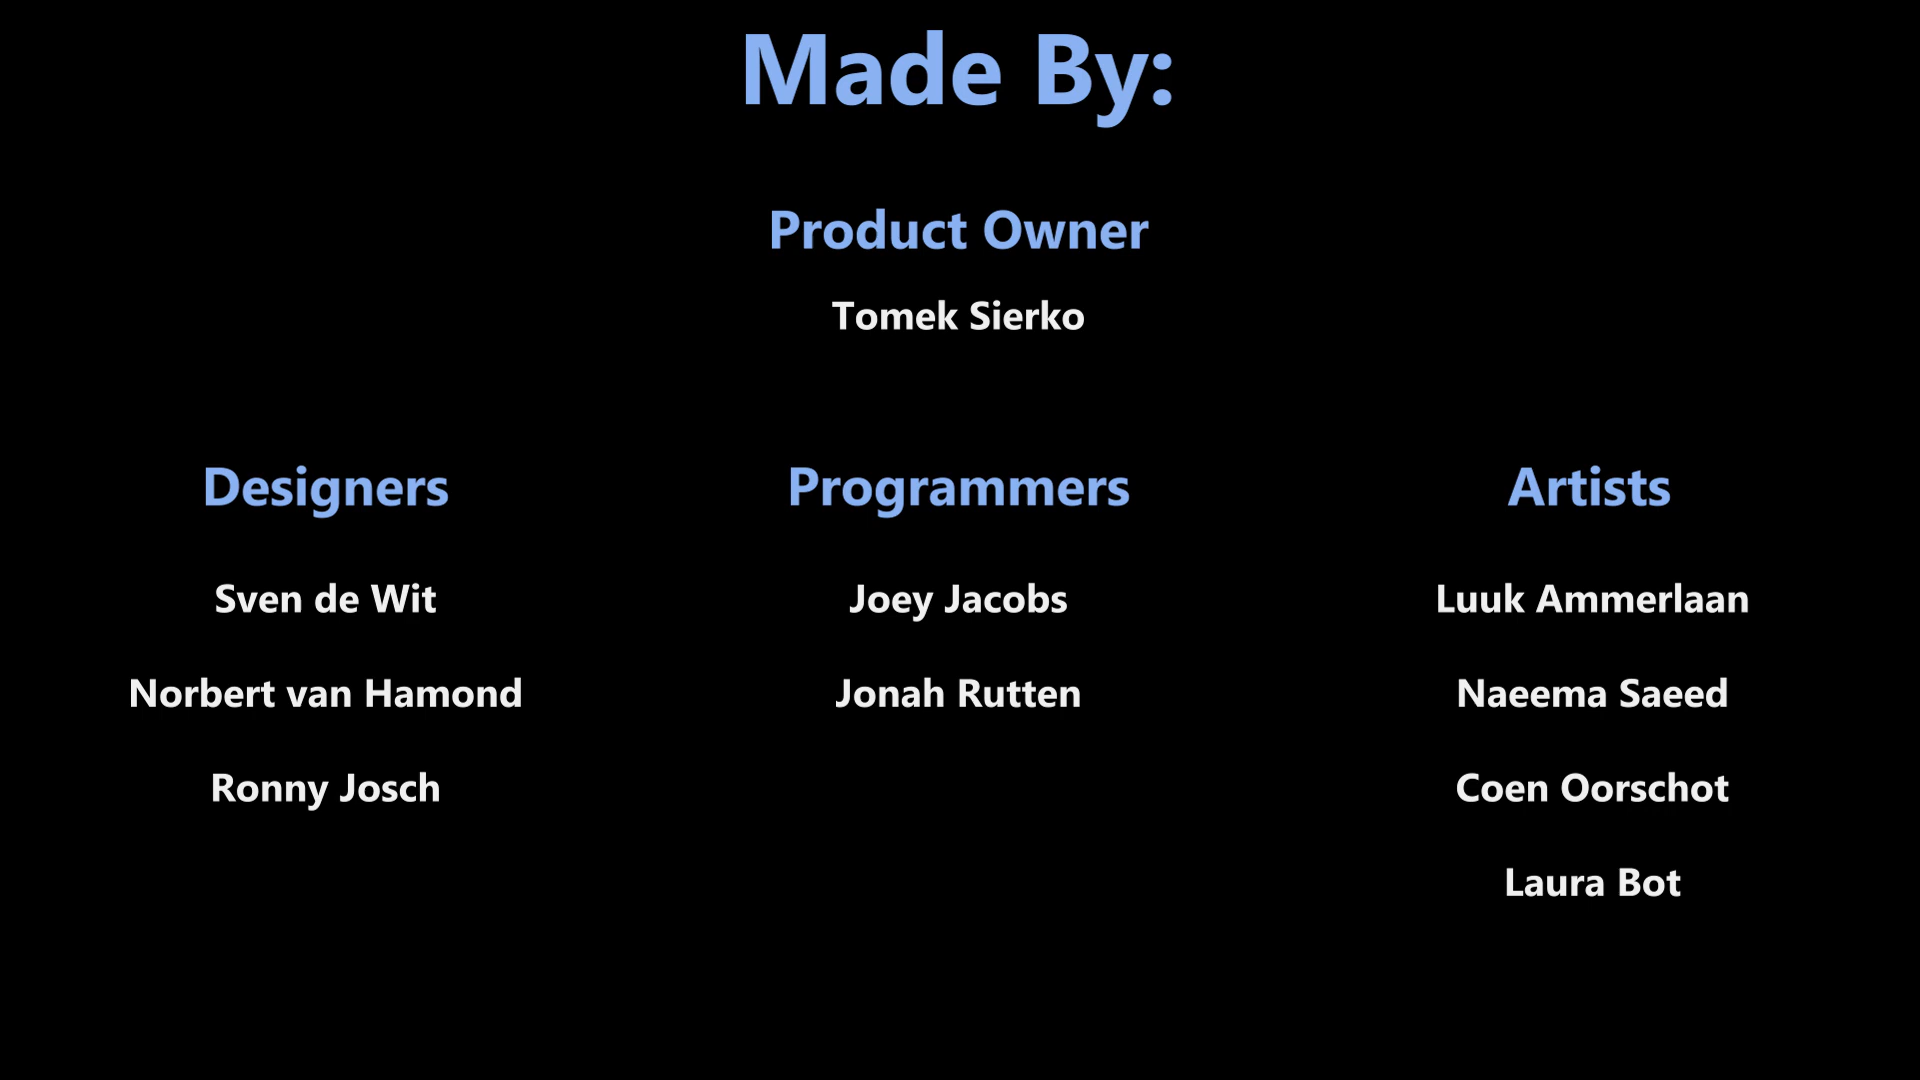 Made By:
Product Owner
Tomek Sierko
Designers
Sven de Wit
Norbert van Hamond
Ronny Josch
Programmers
Joey Jacobs
Jonah Rutten
Artists
Luuk Ammerlaan
Naeema Saeed
Coen Oorschot
Laura Bot